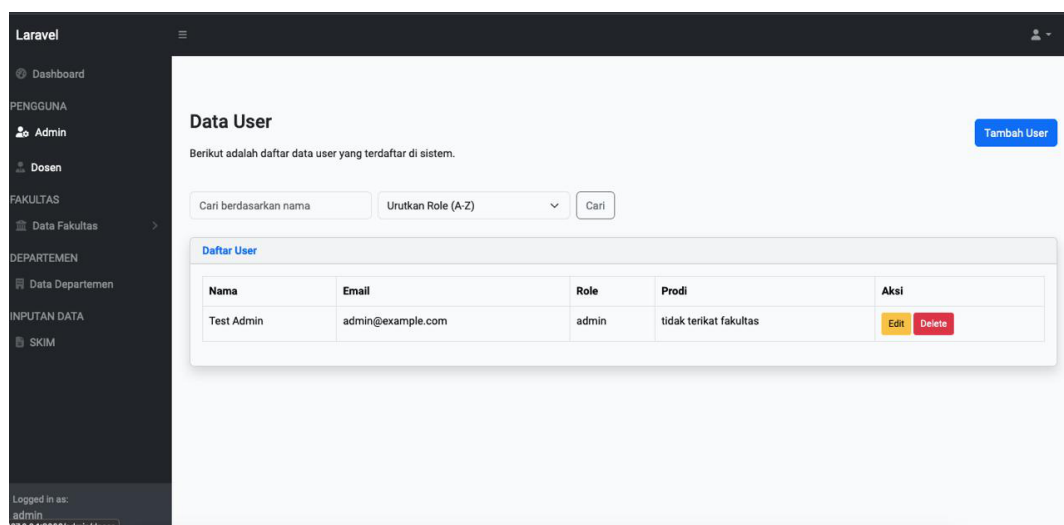 Laravel
Dashboard
PENGGUNA
Admin
Dosen
FAKULTAS
Data Fakultas
DEPARTEMEN
Data Departemen
INPUTAN DATA
SKIM
Logged in as:
admin
Data User
Tambah User
Berikut adalah daftar data user yang terdaftar di sistem.
Cari berdasarkan nama Urutkan Role (A-Z) Cari
Daftar User
Nama Email Role Prodi Aksi
Test Admin admin@example.com admin tidak terikat fakultas Edit Delete